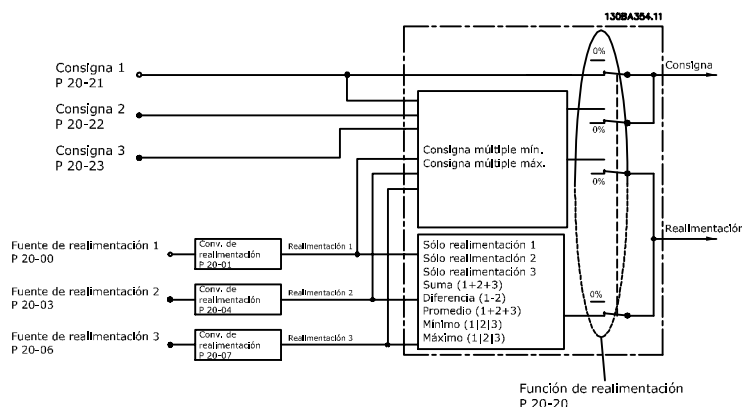 130BA354.11
0%
Consigna 1
P 20-21
Consigna
Consigna 2
P 20-22
0%
Consigna 3
P 20-23
Consigna múltiple mín.
Consigna múltiple máx.
0%
Fuente de realimentación 1
P 20-00
Conv. de
realimentación
P 20-01
Realimentación 1
Realimentación
Sólo realimentación 1
Sólo realimentación 2
Sólo realimentación 3
Suma (1+2+3)
Diferencia (1-2)
Promedio (1+2+3)
Mínimo (1|2|3)
Máximo (1|2|3)
Fuente de realimentación 2
P 20-03
Conv. de
realimentación
P 20-04
Realimentación 2
0%
Fuente de realimentación 3
P 20-06
Conv. de
realimentación
P 20-07
Realimentación 3
Función de realimentación
P 20-20